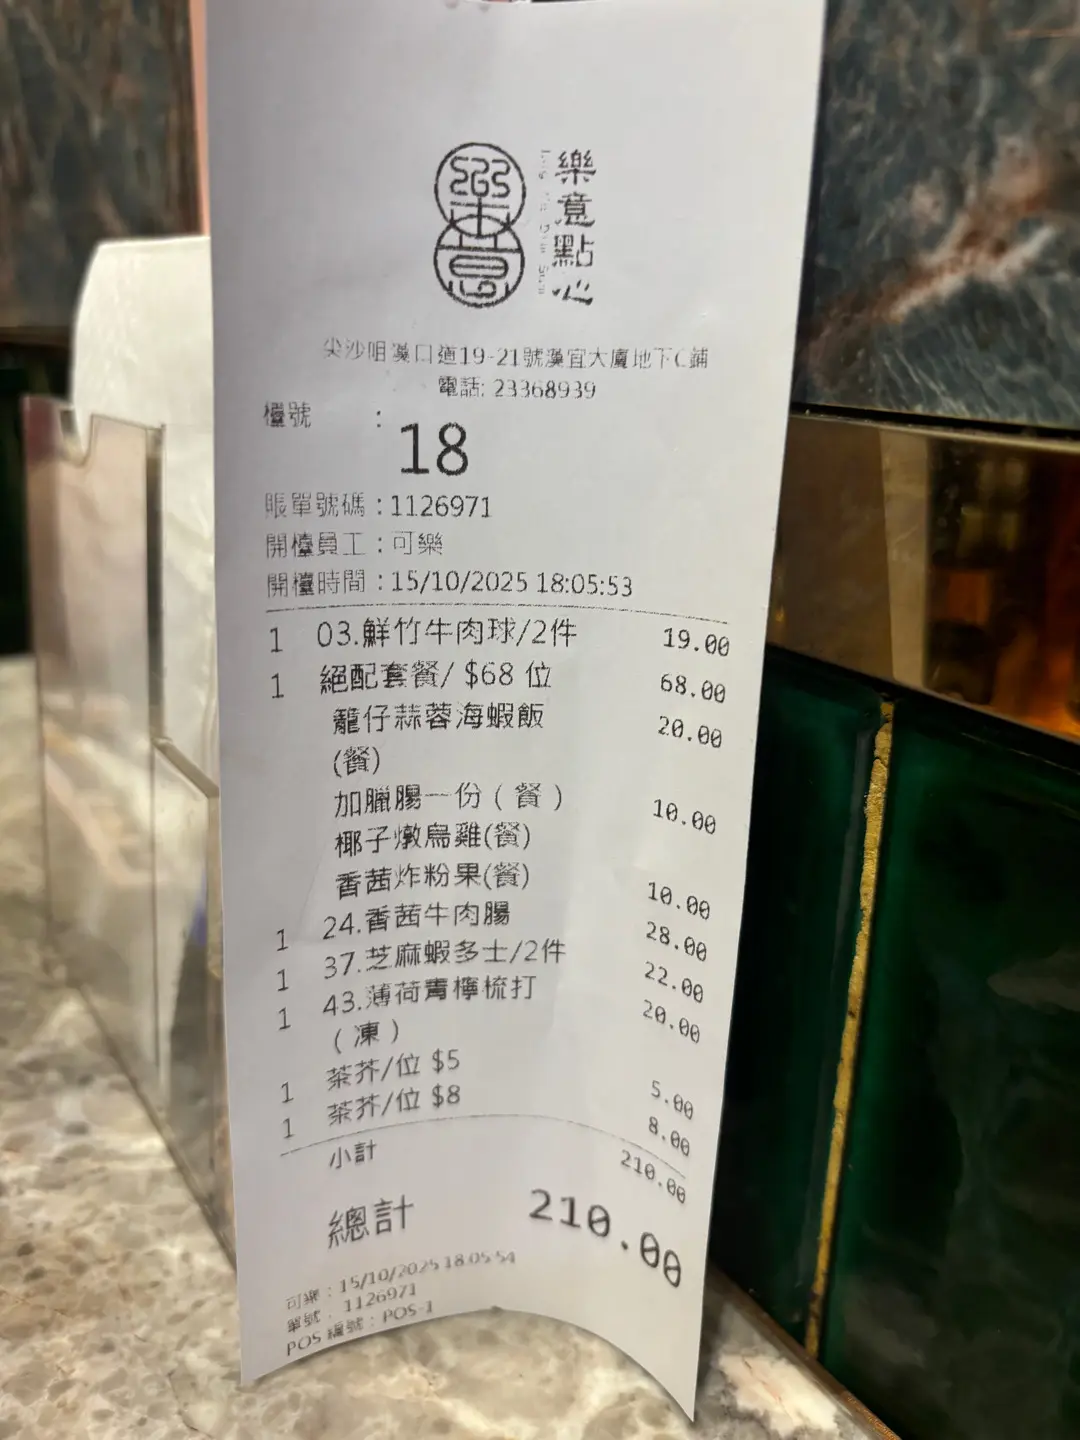 樂意
樂意點心
尖沙咀漢口道19-21號漢宜大廈地下C鋪
電話: 23368939
檯號 :
18
賬單號碼 : 1126971
開檯員工 : 可樂
開檯時間 : 15/10/2025 18:05:53
1 03.鮮竹牛肉球/2件 19.00
1 絕配套餐/ $68 位 68.00
籠仔蒜蓉海蝦飯 20.00
(餐)
加臘腸一份 ( 餐 ) 10.00
椰子燉烏雞(餐)
香茜炸粉果(餐) 10.00
1 24.香茜牛肉腸 28.00
1 37.芝麻蝦多士/2件 22.00
1 43.薄荷青檸梳打 20.00
( 凍 )
1 茶芥/位 $5 5.00
1 茶芥/位 $8 8.00
小計 210.00
總計 210.00
可樂 : 15/10/2025 18:05:54
單號 : 1126971
POS 編號 : POS-1